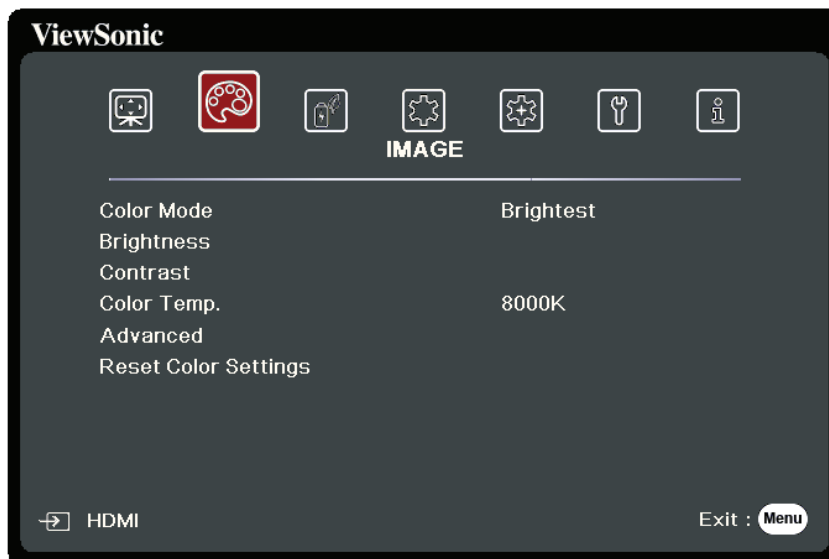 ViewSonic
IMAGE
Color Mode Brightest
Brightness
Contrast
Color Temp. 8000K
Advanced
Reset Color Settings
HDMI Exit : Menu